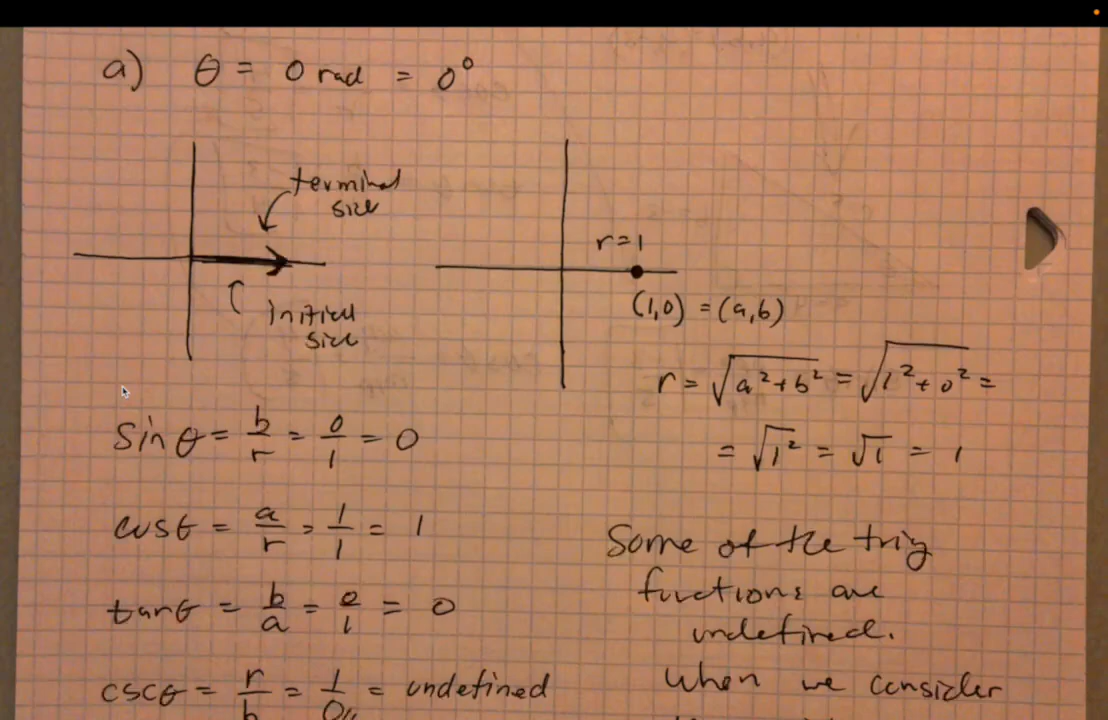 a) θ = 0 rad = 0°
terminal
side
initial
side
r=1
(1,0) = (a,b)
r = √(a²+b²) = √(1²+0²) =
= √1² = √1 = 1
sin θ = b/r = 0/1 = 0
cos θ = a/r = 1/1 = 1
tan θ = b/a = 0/1 = 0
csc θ = r/b = 1/0 = undefined
Some of the trig
functions are
undefined.
When we consider